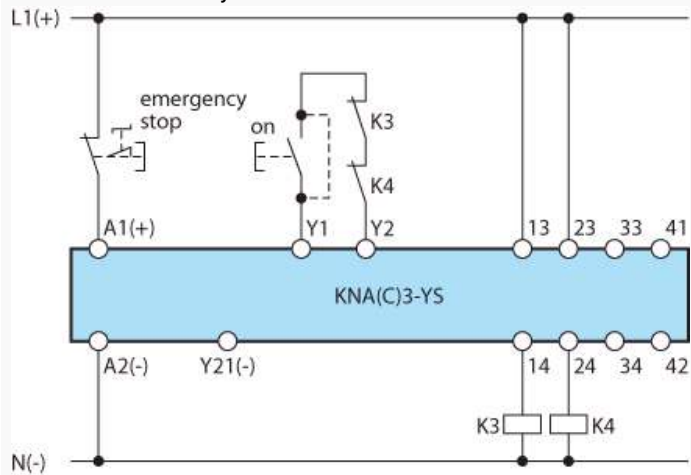 L1(+)
emergency
stop
on
K3
K4
A1(+) Y1 Y2 13 23 33 41
KNA(C)3-YS
A2(-) Y21(-) 14 24 34 42
K3 K4
N(-)